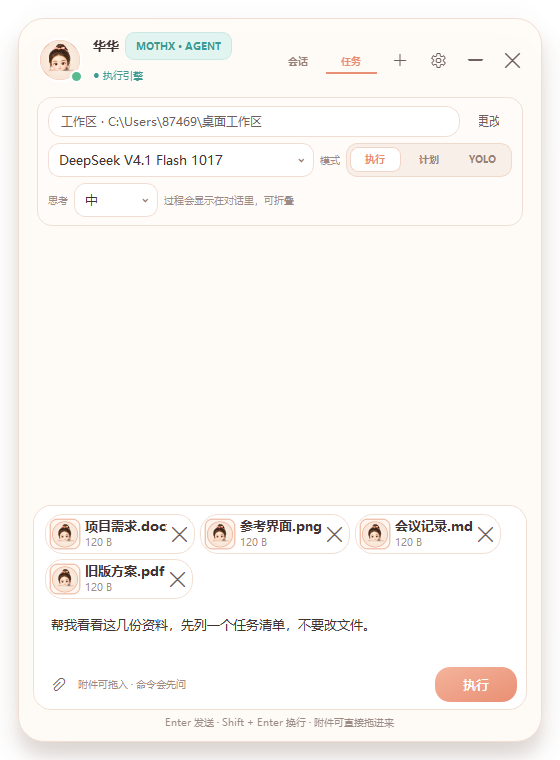 华华 MOTHX • AGENT
• 执行引擎
会话 任务
工作区 · C:\Users\87469\桌面工作区 更改
DeepSeek V4.1 Flash 1017 模式 执行 计划 YOLO
思考 中 过程会显示在对话里，可折叠
项目需求.doc 参考界面.png 会议记录.md
120 B 120 B 120 B
旧版方案.pdf
120 B
帮我看看这几份资料，先列一个任务清单，不要改文件。
附件可拖入 · 命令会先问 执行
Enter 发送 · Shift + Enter 换行 · 附件可直接拖进来